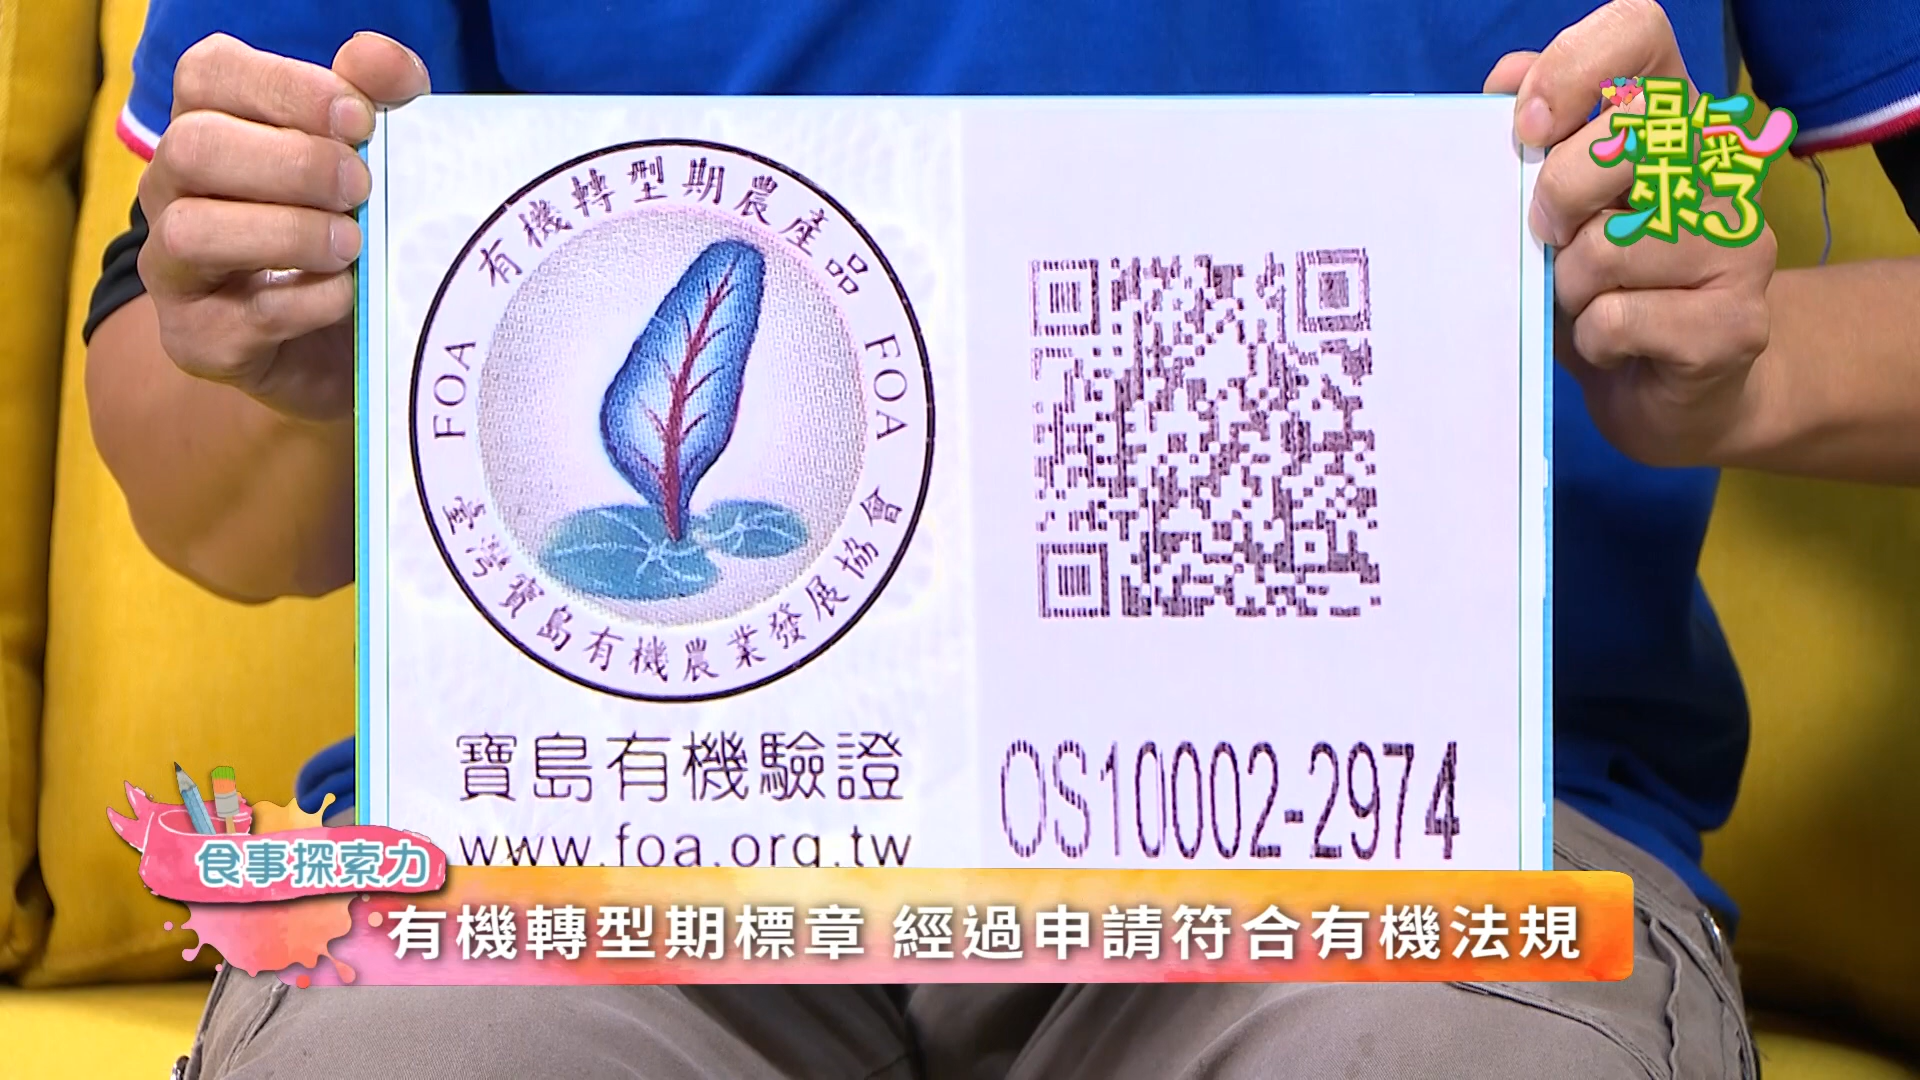 福氣來了
有機轉型期農產品
FOA
FOA
臺灣寶島有機農業發展協會
寶島有機驗證
www.foa.org.tw
OS10002-2974
食事探索力
有機轉型期標章 經過申請符合有機法規